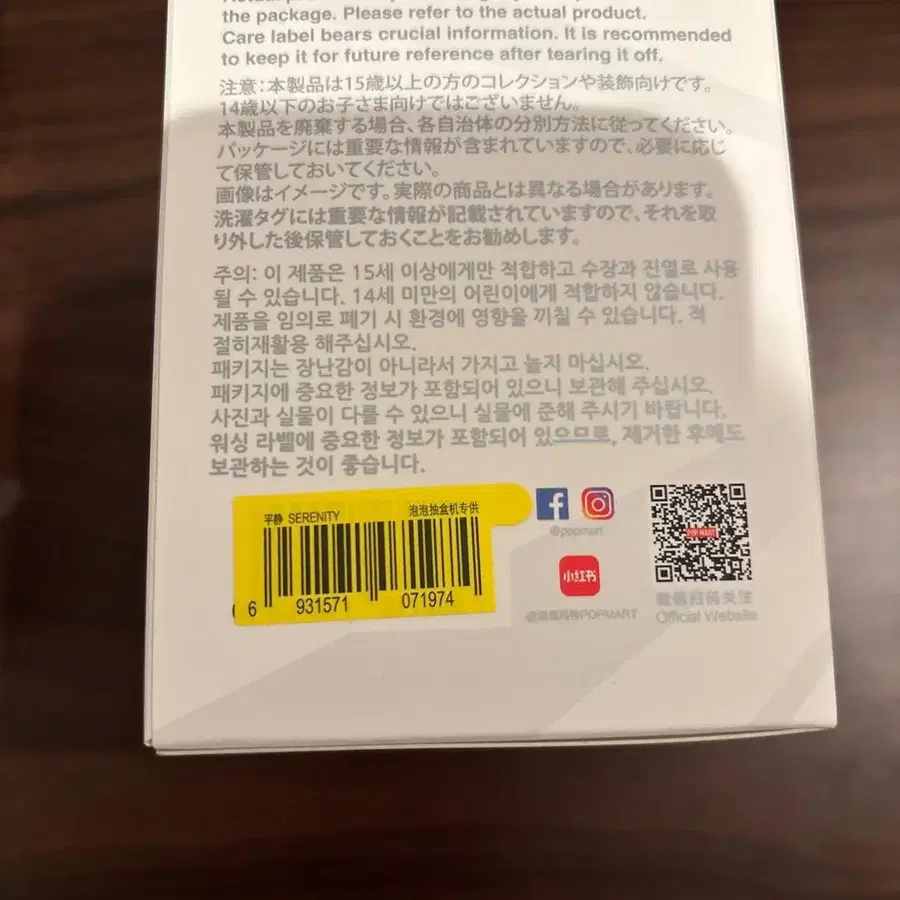 the package. Please refer to the actual product.
Care label bears crucial information. It is recommended
to keep it for future reference after tearing it off.
注意：本製品は15歳以上の方のコレクションや装飾向けです。
14歳以下のお子さま向けではございません。
本製品を廃棄する場合、各自治体の分別方法に従ってください。
パッケージには重要な情報が含まれていますので、必要に応じ
て保管しておいてください。
画像はイメージです。実際の商品とは異なる場合があります。
洗濯タグには重要な情報が記載されていますので、それを取
り外した後保管しておくことをお勧めします。
주의: 이 제품은 15세 이상에게만 적합하고 수장과 진열로 사용
될 수 있습니다. 14세 미만의 어린이에게 적합하지 않습니다.
제품을 임의로 폐기 시 환경에 영향을 끼칠 수 있습니다. 적
절히재활용 해주십시오.
패키지는 장난감이 아니라서 가지고 놀지 마십시오.
패키지에 중요한 정보가 포함되어 있으니 보관해 주십시오.
사진과 실물이 다를 수 있으니 실물에 준해 주시기 바랍니다.
워싱 라벨에 중요한 정보가 포함되어 있으므로, 제거한 후에도
보관하는 것이 좋습니다.
平静 SERENITY 泡泡抽盒机专供
6 931571 071974
@popmart
小红书
@泡泡玛特POPMART
POP MART
微信扫码关注
Official Website